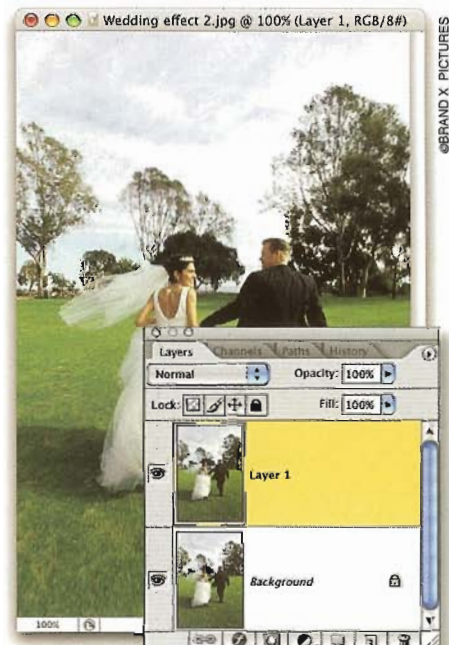 Wedding effect 2.jpg @ 100% (Layer 1, RGB/8#)
©BRAND X PICTURES
Layers Channels Paths History
Normal Opacity: 100%
Lock: Fill: 100%
Layer 1
Background
100%